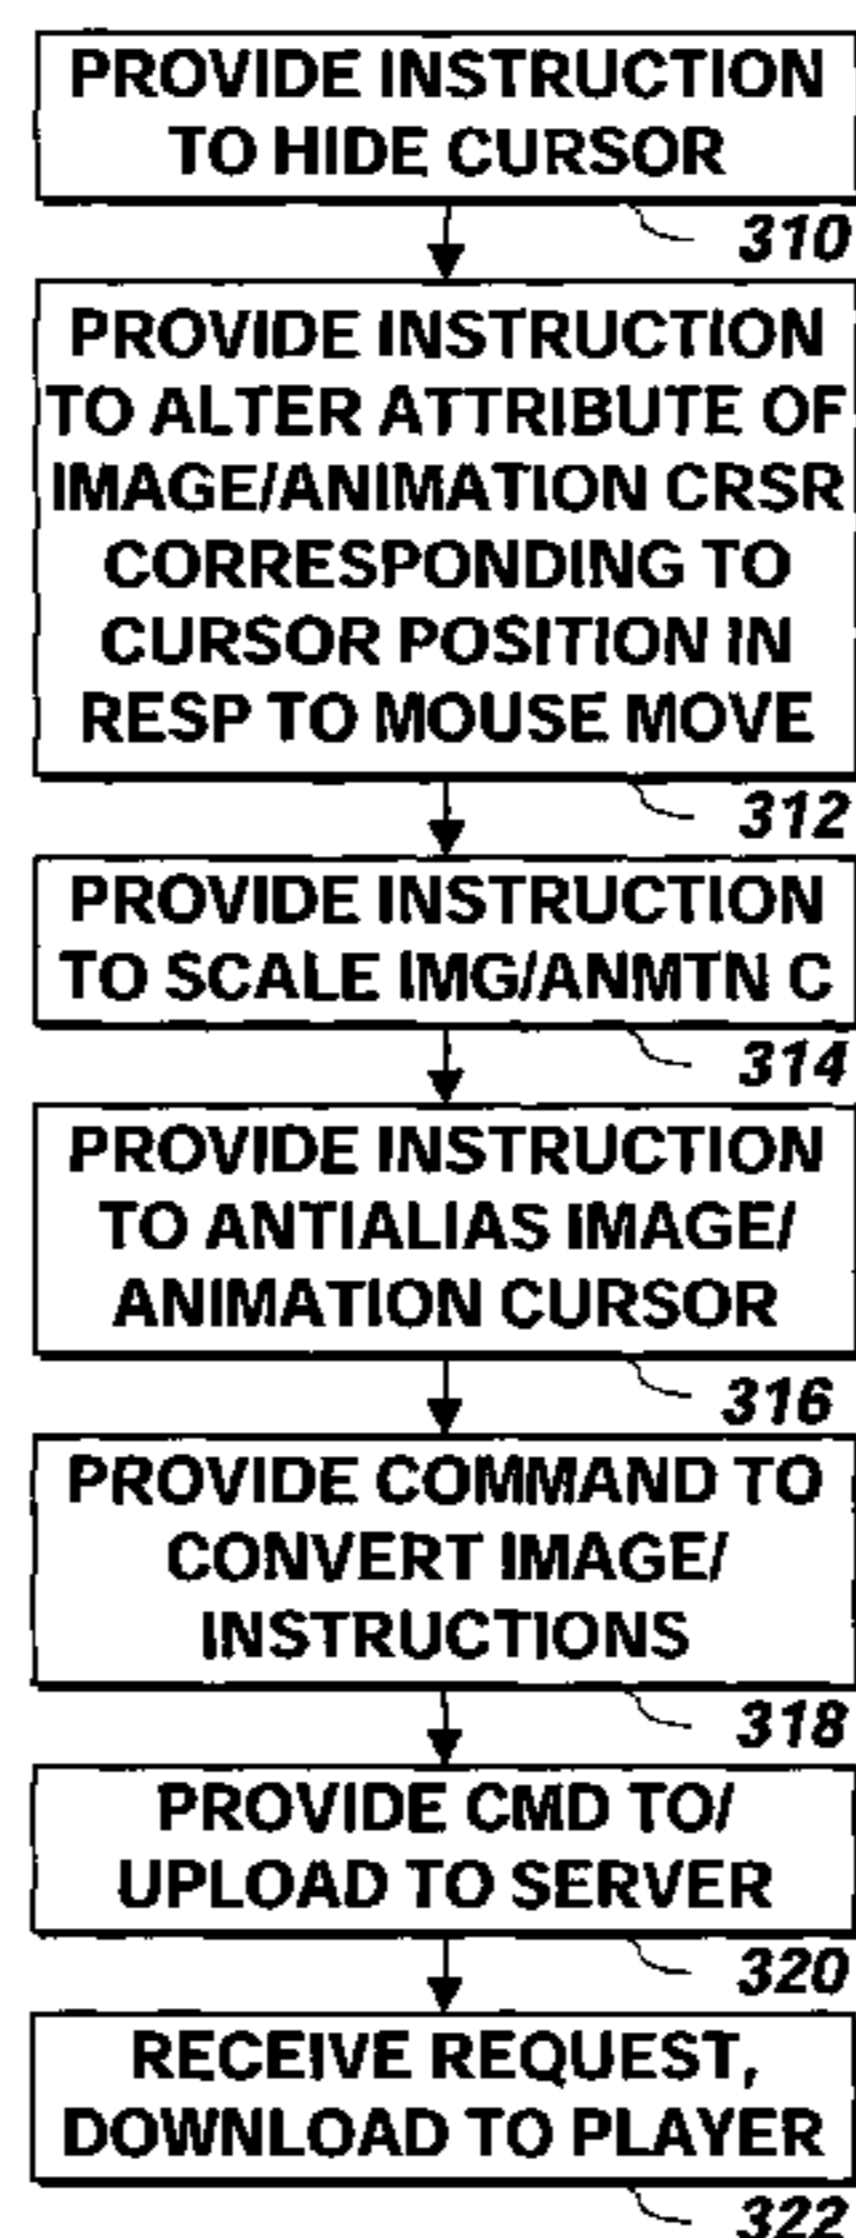 PROVIDE INSTRUCTION
TO HIDE CURSOR
310
PROVIDE INSTRUCTION
TO ALTER ATTRIBUTE OF
IMAGE/ANIMATION CRSR
CORRESPONDING TO
CURSOR POSITION IN
RESP TO MOUSE MOVE
312
PROVIDE INSTRUCTION
TO SCALE IMG/ANMTN C
314
PROVIDE INSTRUCTION
TO ANTIALIAS IMAGE/
ANIMATION CURSOR
316
PROVIDE COMMAND TO
CONVERT IMAGE/
INSTRUCTIONS
318
PROVIDE CMD TO/
UPLOAD TO SERVER
320
RECEIVE REQUEST,
DOWNLOAD TO PLAYER
322